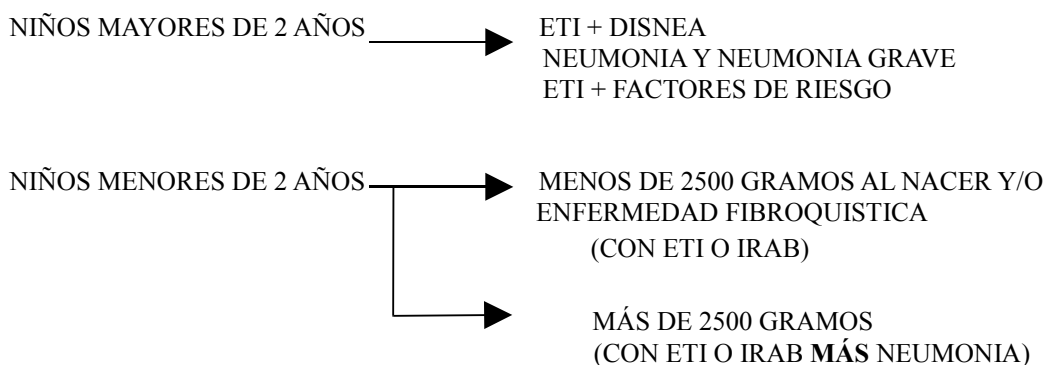 NIÑOS MAYORES DE 2 AÑOS
ETI + DISNEA
NEUMONIA Y NEUMONIA GRAVE
ETI + FACTORES DE RIESGO
NIÑOS MENORES DE 2 AÑOS
MENOS DE 2500 GRAMOS AL NACER Y/O
ENFERMEDAD FIBROQUISTICA
(CON ETI O IRAB)
MÁS DE 2500 GRAMOS
(CON ETI O IRAB MÁS NEUMONIA)